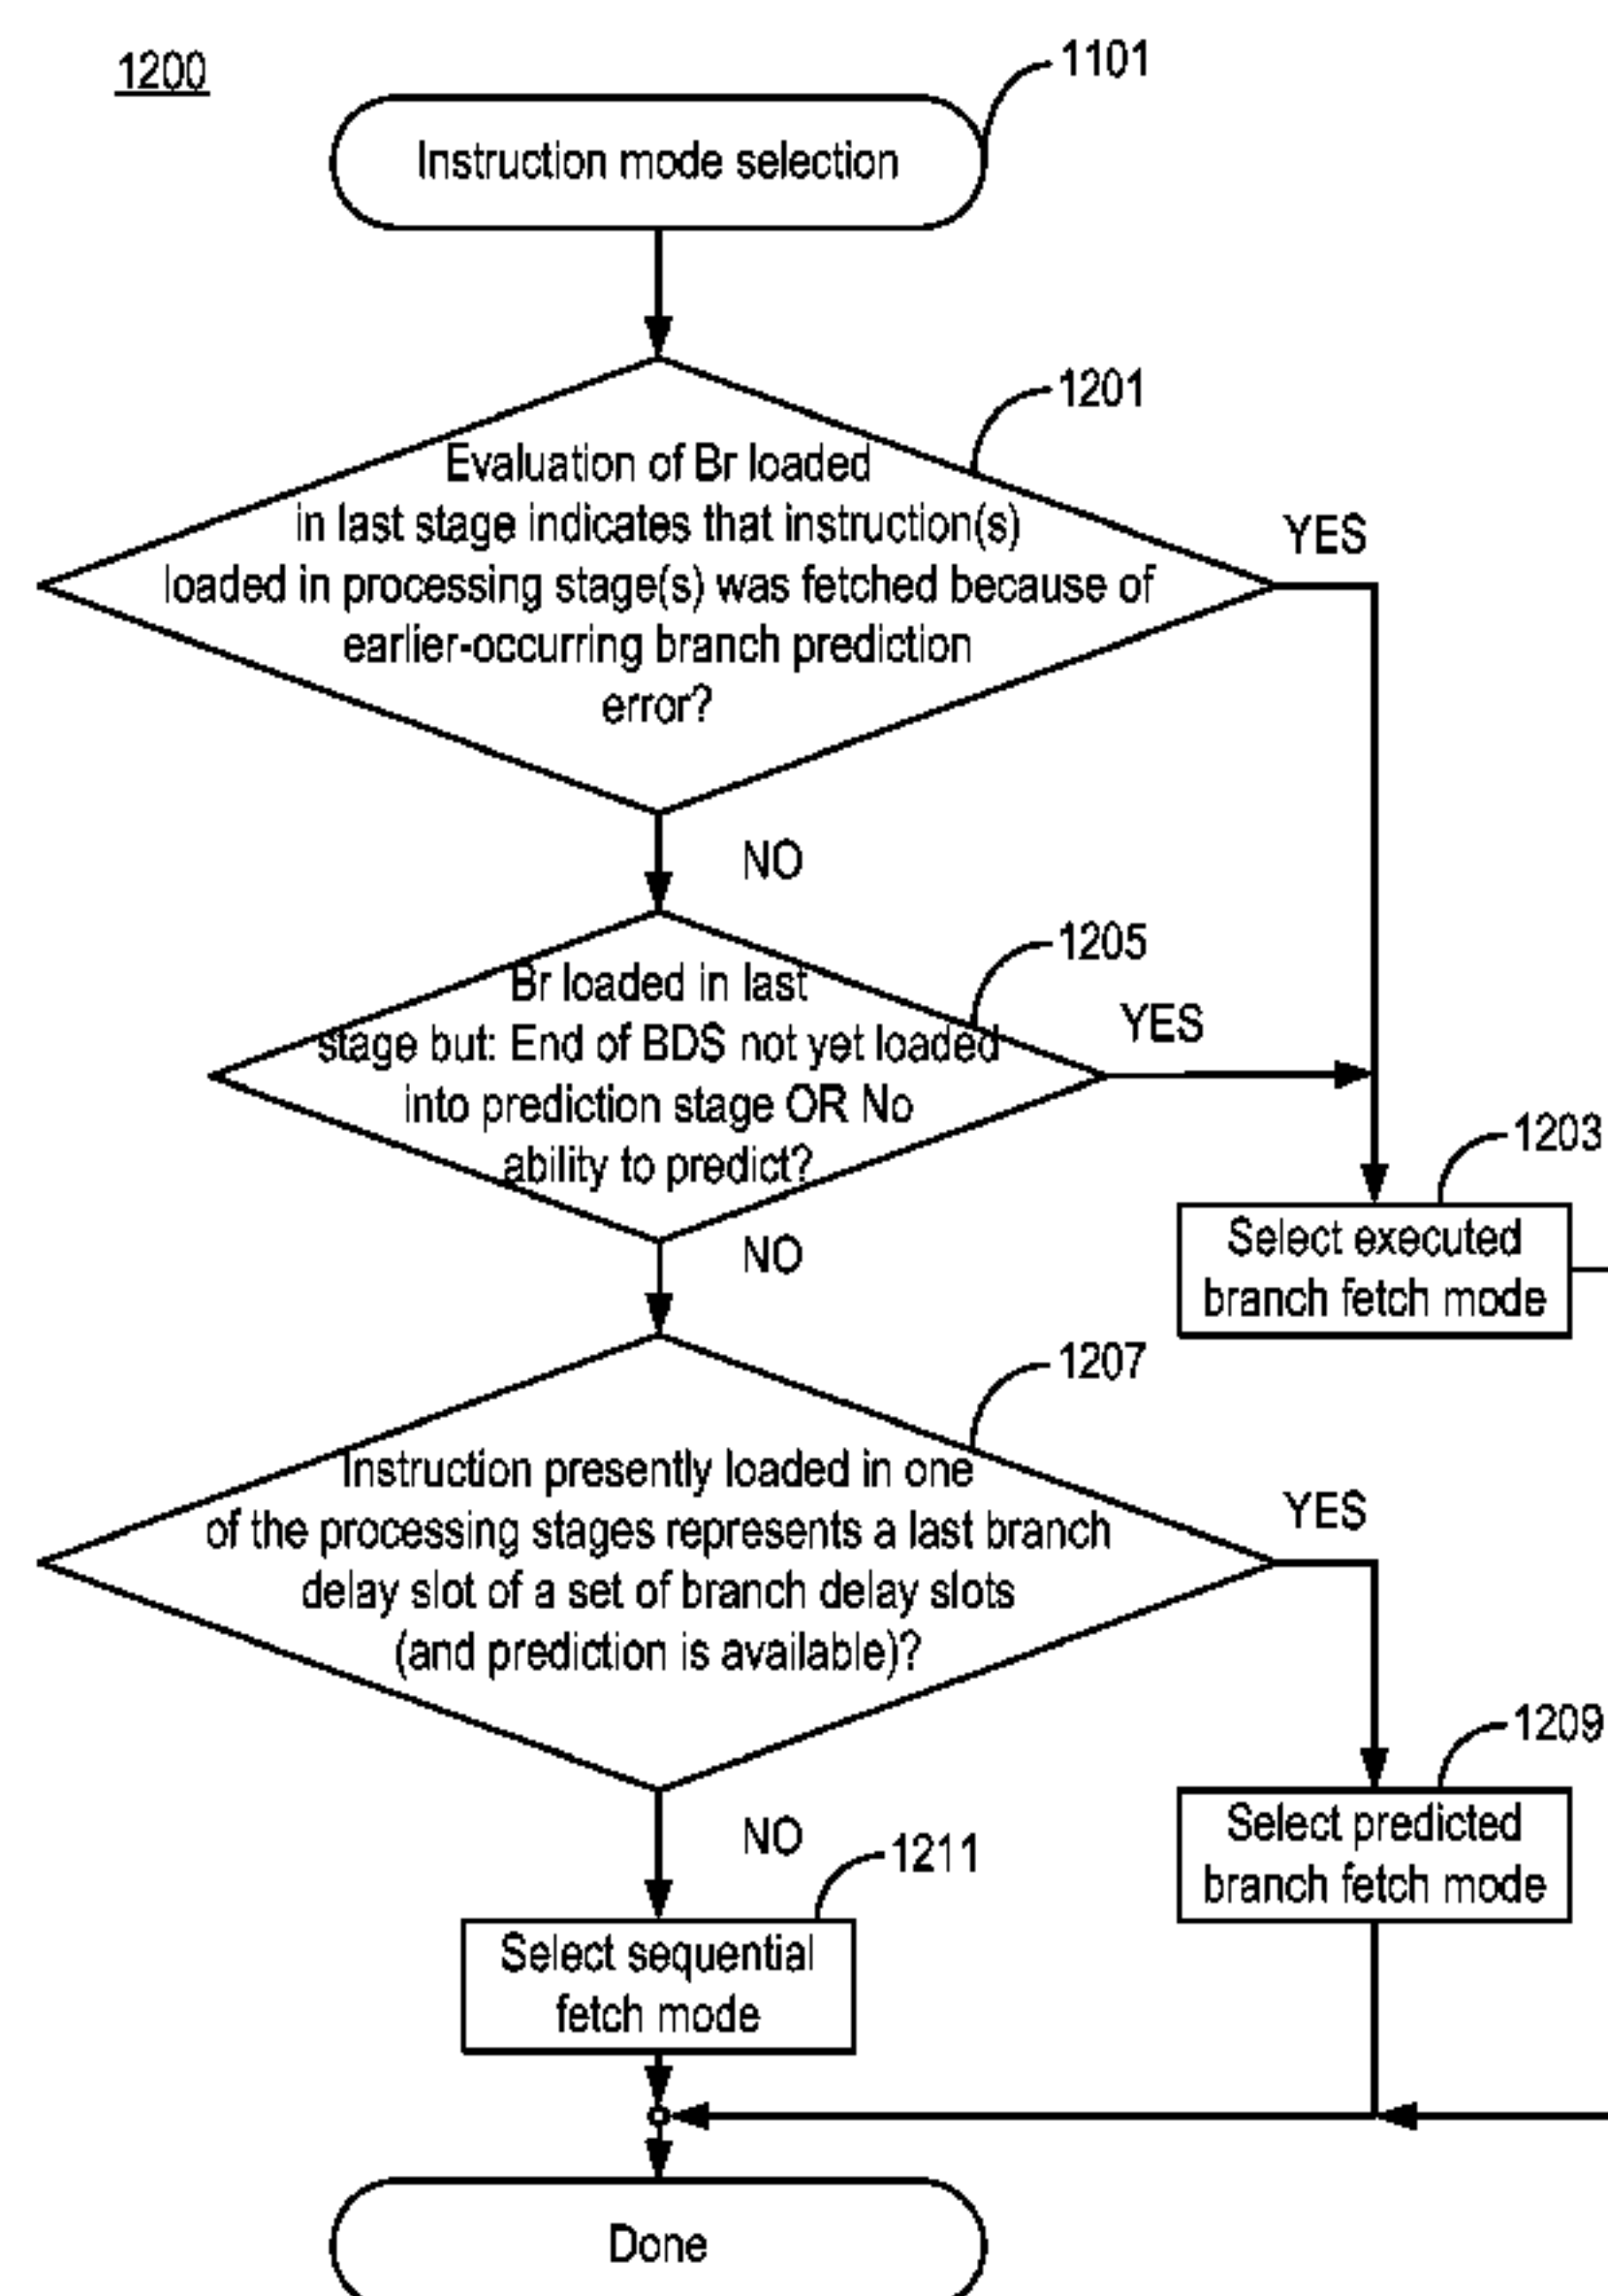 1200
1101
Instruction mode selection
1201
Evaluation of Br loaded
in last stage indicates that instruction(s)
loaded in processing stage(s) was fetched because of
earlier-occurring branch prediction
error?
YES
NO
1205
Br loaded in last
stage but: End of BDS not yet loaded
into prediction stage OR No
ability to predict?
YES
1203
Select executed
branch fetch mode
NO
1207
Instruction presently loaded in one
of the processing stages represents a last branch
delay slot of a set of branch delay slots
(and prediction is available)?
YES
1209
Select predicted
branch fetch mode
NO
1211
Select sequential
fetch mode
Done